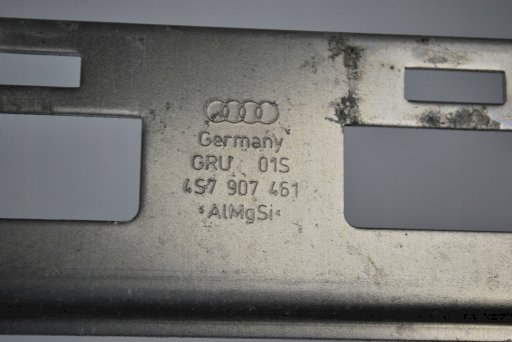 Germany
GRU 01S
4S7 907 461
•AlMgSi•